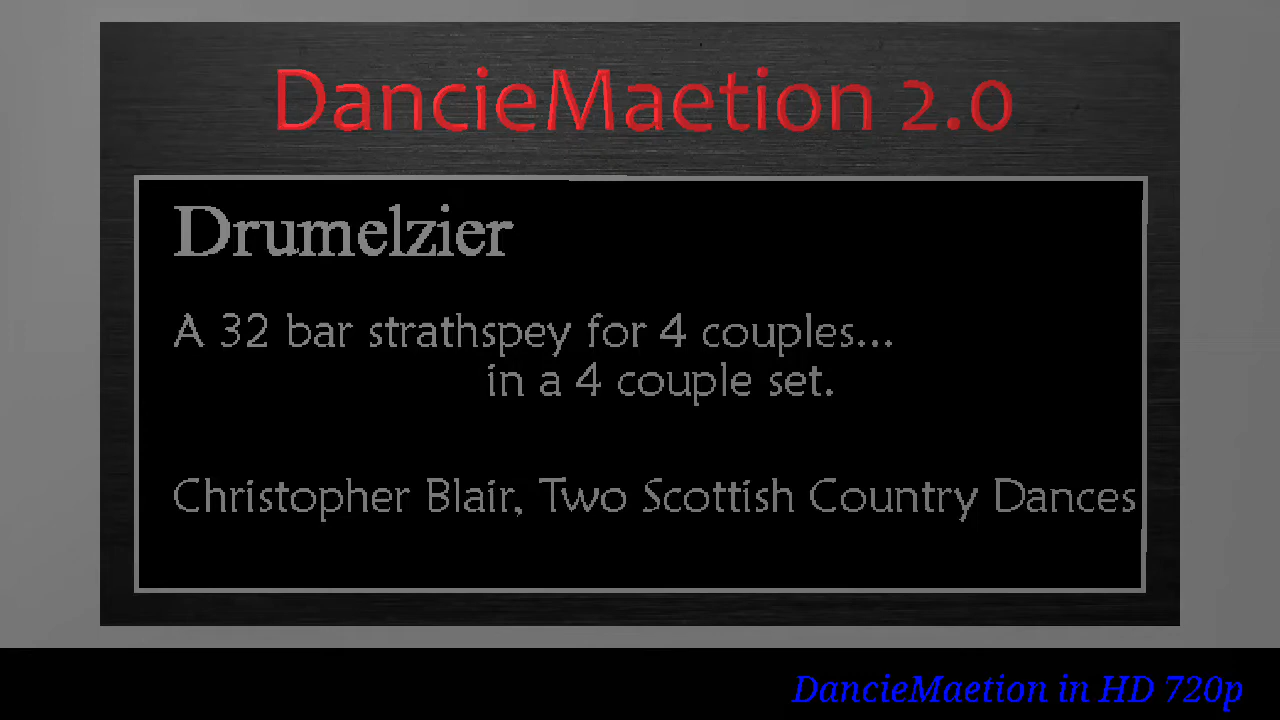 DancieMaetion 2.0
Drumelzier
A 32 bar strathspey for 4 couples...
in a 4 couple set.
Christopher Blair, Two Scottish Country Dances
DancieMaetion in HD 720p